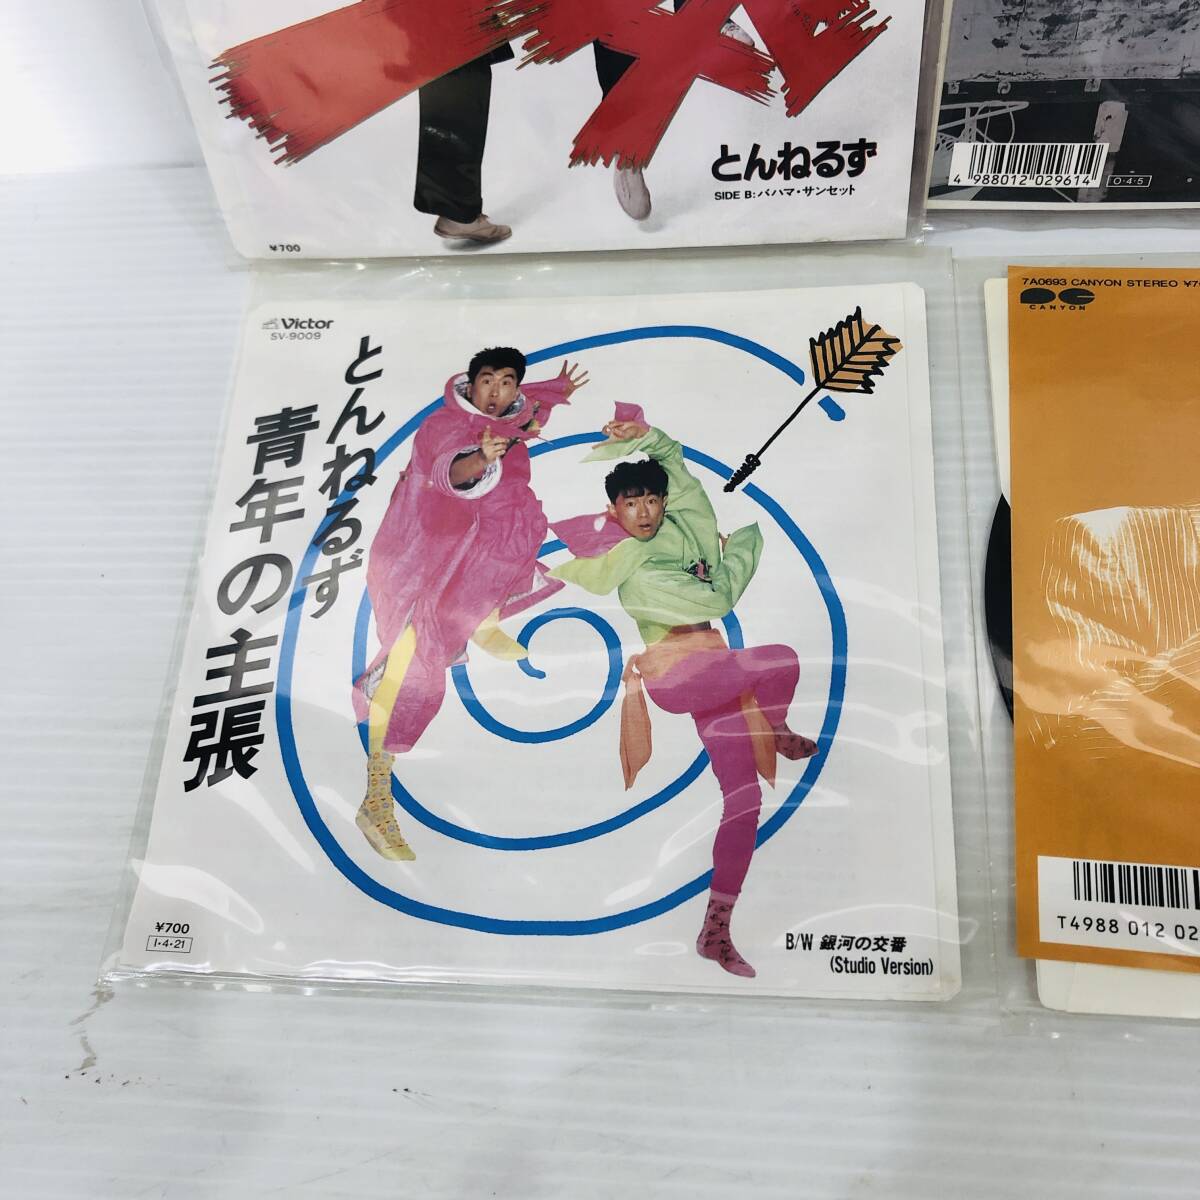 とんねるず
SIDE B: バハマ・サンセット
¥700
4 988012 029614
O・4・5
Victor
SV-9009
とんねるず
青年の主張
¥700
I・4・21
B/W 銀河の交番
(Studio Version)
7A0693 CANYON STEREO
CANYON
T4988 012 02